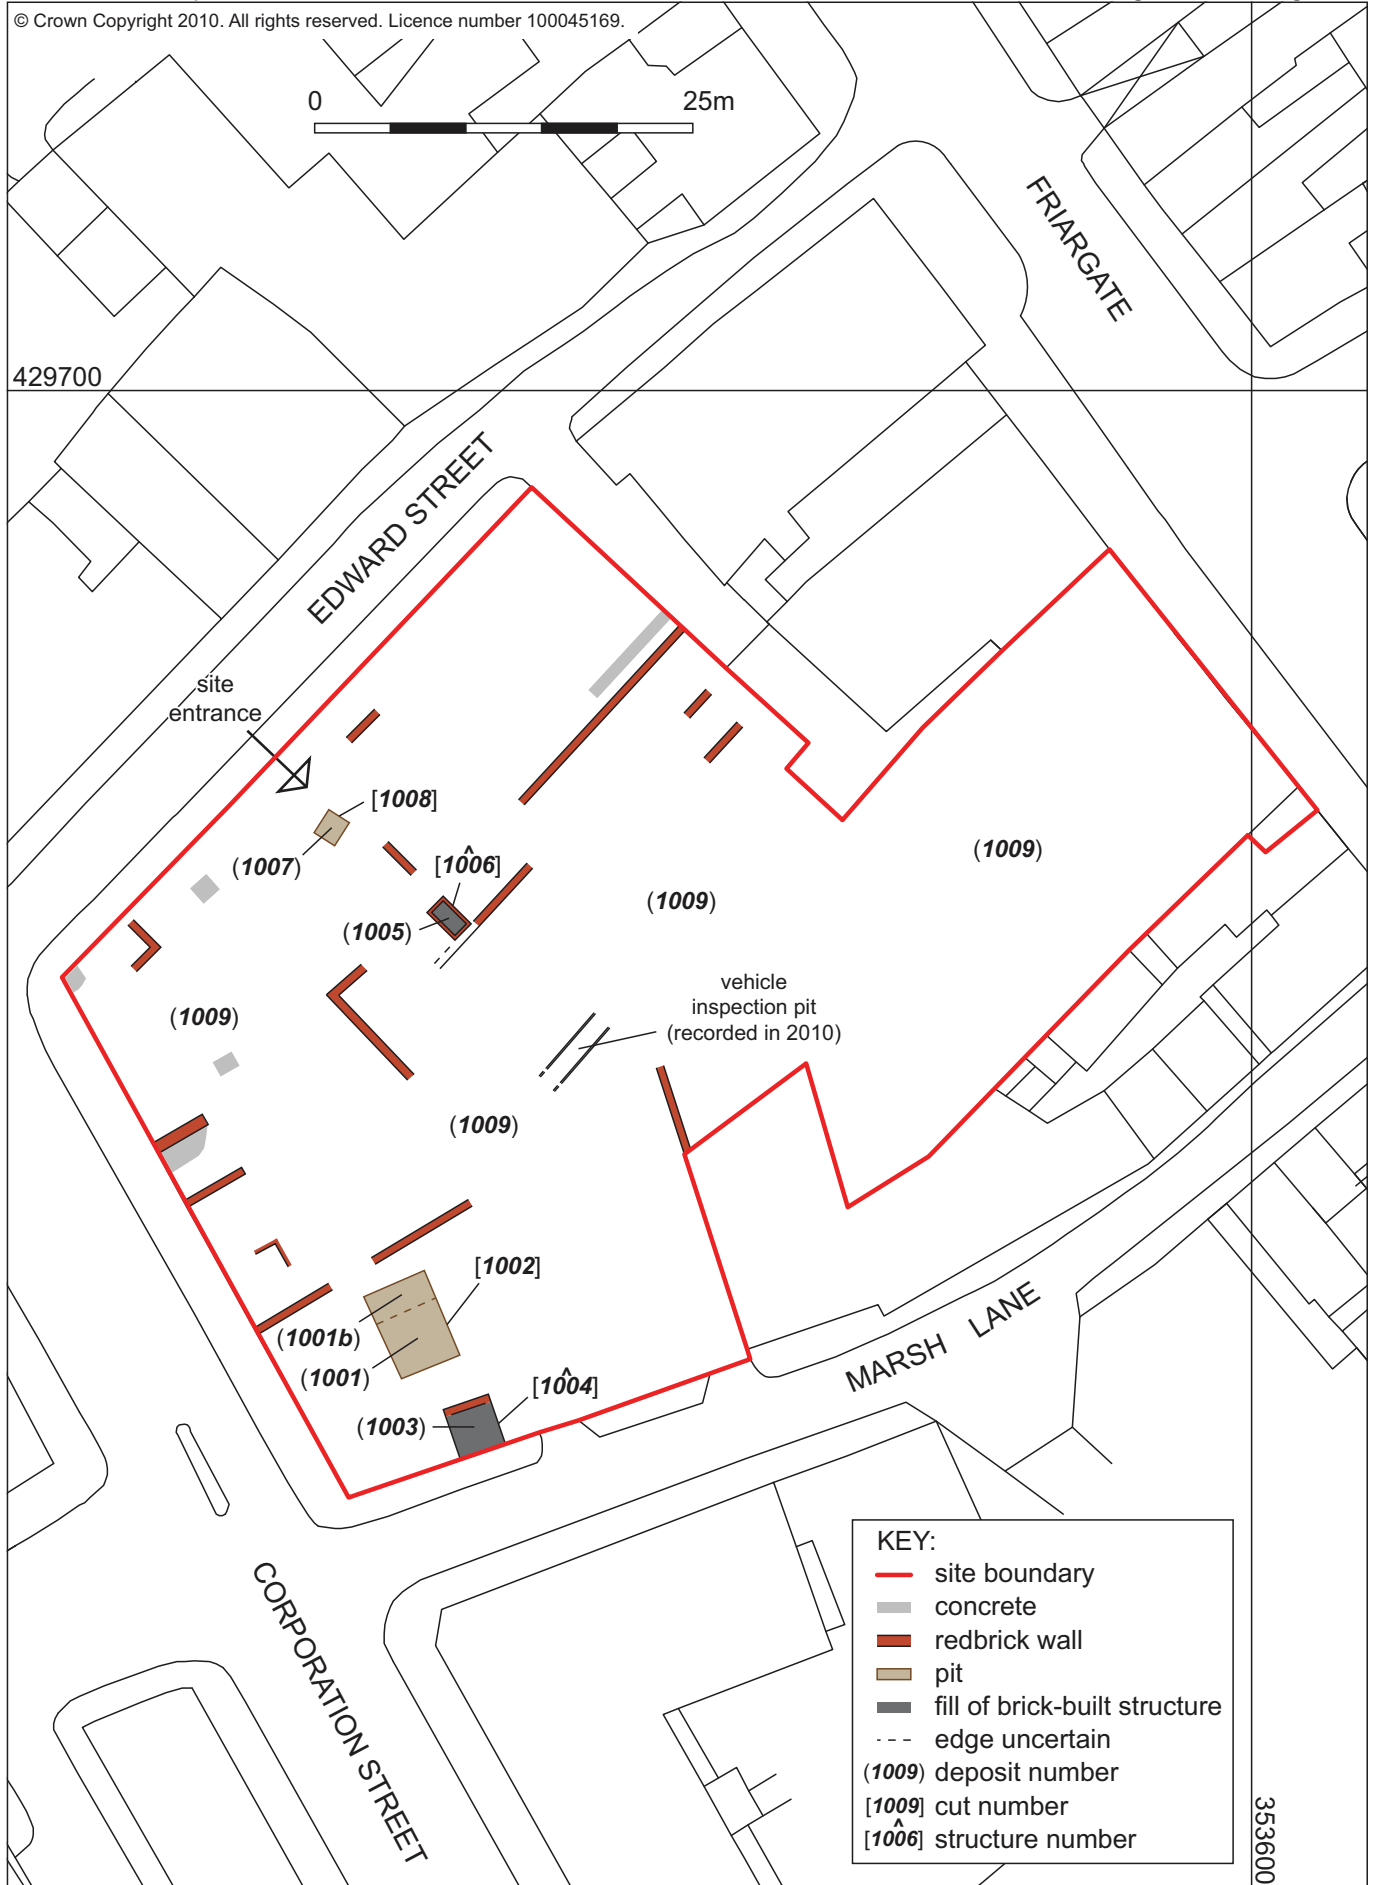 © Crown Copyright 2010. All rights reserved. Licence number 100045169.
0 25m
FRIARGATE
429700
EDWARD STREET
site
entrance
[1008]
(1007)
[1006]
^
(1005)
(1009)
(1009)
(1009)
vehicle
inspection pit
(recorded in 2010)
(1009)
[1002]
(1001b)
(1001)
[1004]
^
(1003)
MARSH LANE
CORPORATION STREET
KEY:
site boundary
concrete
redbrick wall
pit
fill of brick-built structure
edge uncertain
(1009) deposit number
[1009] cut number
[1006] structure number
^
353600